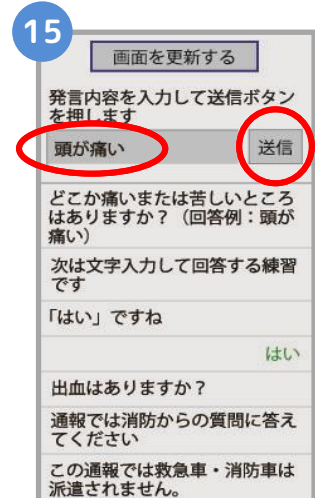 15
画面を更新する
発言内容を入力して送信ボタン
を押します
頭が痛い
送信
どこか痛いまたは苦しいところ
はありますか？（回答例：頭が
痛い）
次は文字入力して回答する練習
です
「はい」ですね
はい
出血はありますか？
通報では消防からの質問に答え
てください
この通報では救急車・消防車は
派遣されません。